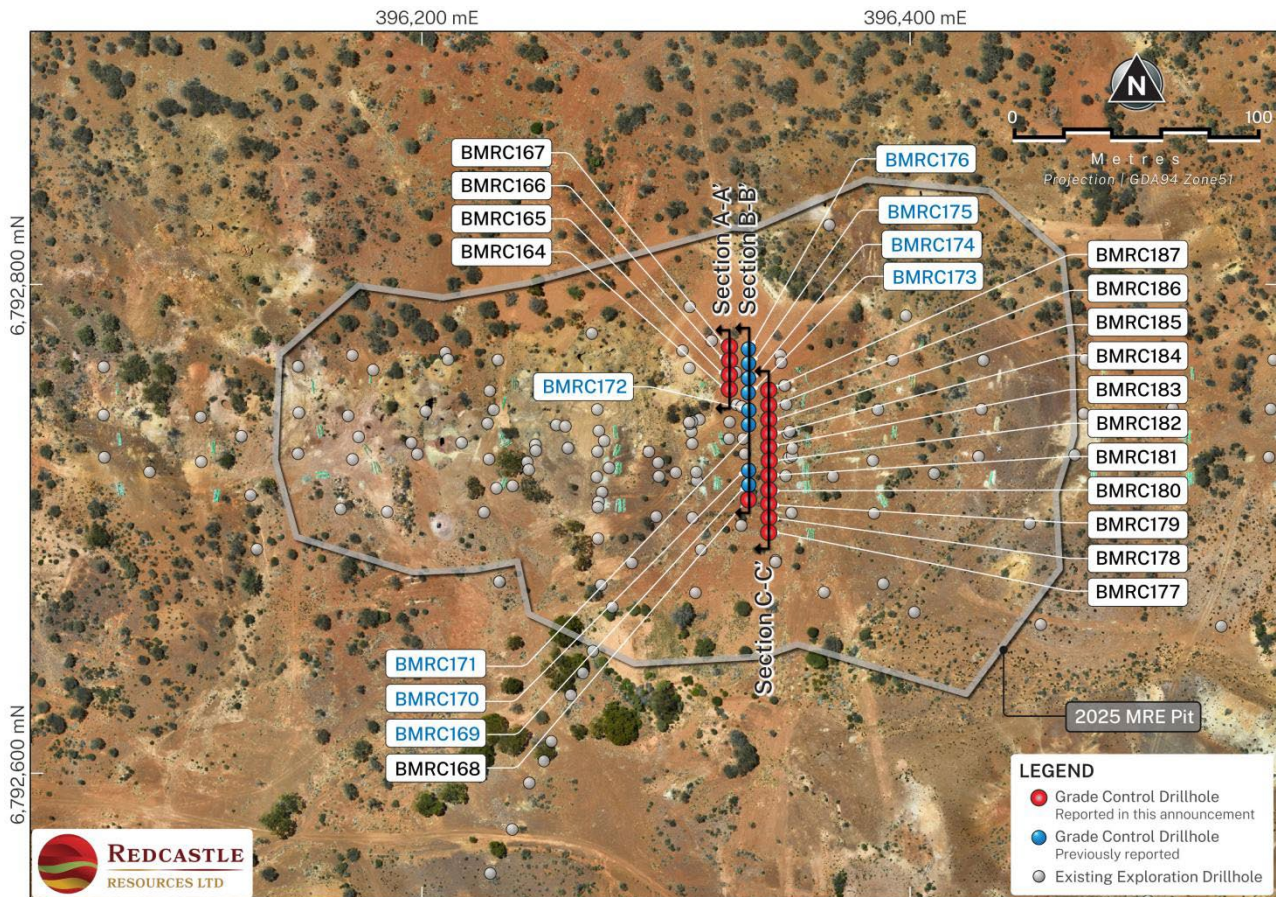 396,200 mE
396,400 mE
N
0
100
Metres
Projection | GDA94 Zone51
6,792,800 mN
6,792,600 mN
BMRC167
BMRC166
BMRC165
BMRC164
Section A-A'
Section B-B'
BMRC176
BMRC175
BMRC174
BMRC173
BMRC172
BMRC187
BMRC186
BMRC185
BMRC184
BMRC183
BMRC182
BMRC181
BMRC180
BMRC179
BMRC178
BMRC177
BMRC171
BMRC170
BMRC169
BMRC168
Section C-C'
2025 MRE Pit
LEGEND
Grade Control Drillhole
Reported in this announcement
Grade Control Drillhole
Previously reported
Existing Exploration Drillhole
REDCASTLE
RESOURCES LTD